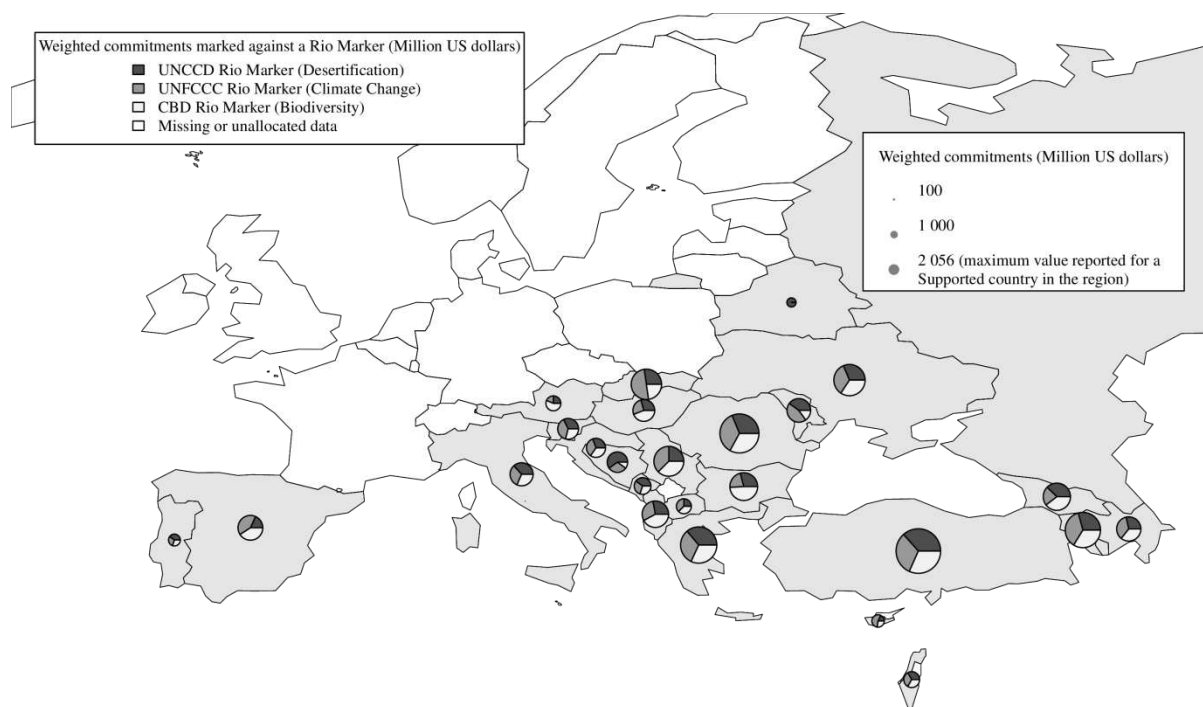 Weighted commitments marked against a Rio Marker (Million US dollars)
UNCCD Rio Marker (Desertification)
UNFCCC Rio Marker (Climate Change)
CBD Rio Marker (Biodiversity)
Missing or unallocated data
Weighted commitments (Million US dollars)
100
1 000
2 056 (maximum value reported for a
Supported country in the region)